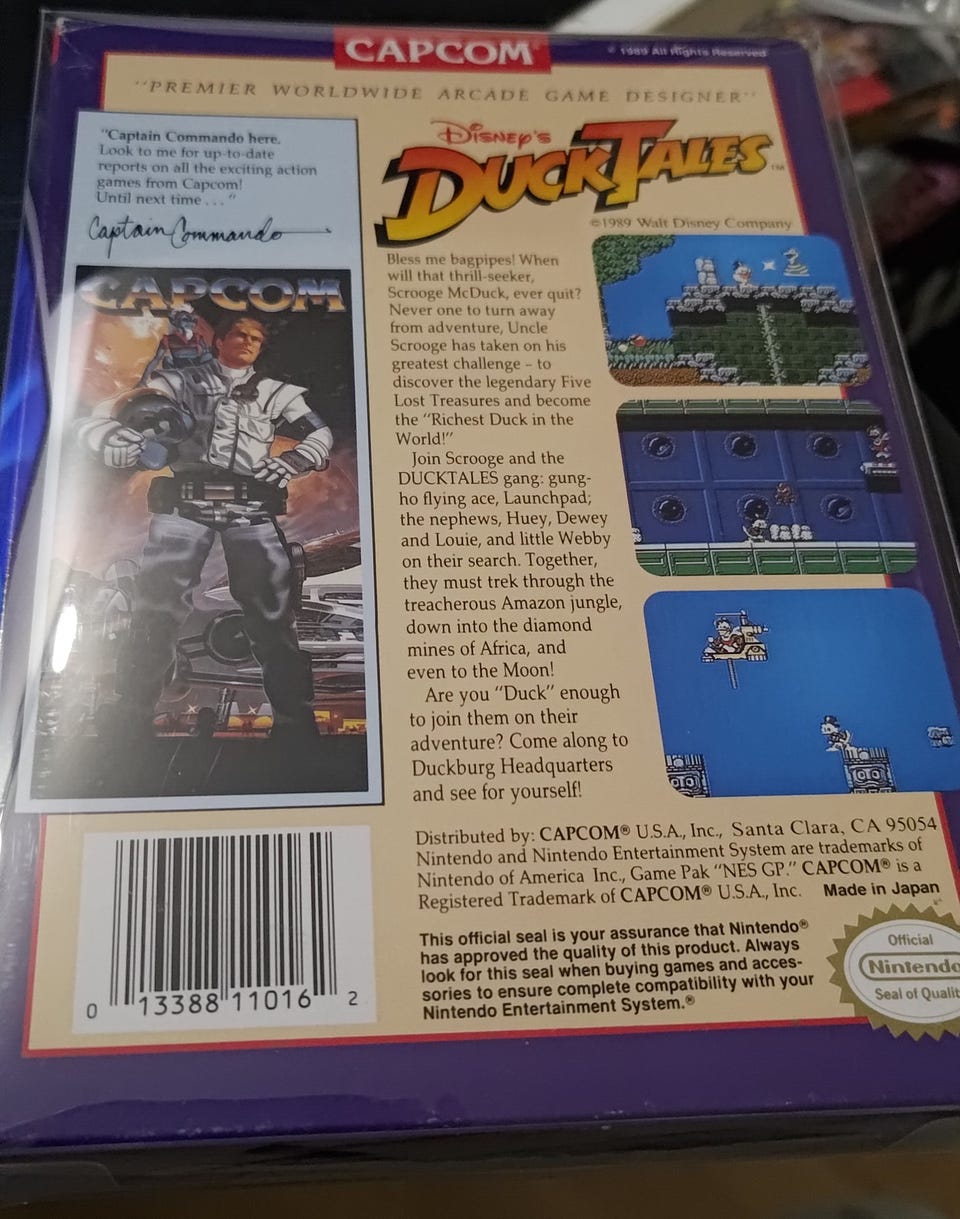 CAPCOM®
© 1989 All Rights Reserved
"PREMIER WORLDWIDE ARCADE GAME DESIGNER"
"Captain Commando here.
Look to me for up-to-date
reports on all the exciting action
games from Capcom!
Until next time . . ."
Captain Commando
CAPCOM
DISNEY'S
DUCKTALES™
©1989 Walt Disney Company
Bless me bagpipes! When
will that thrill-seeker,
Scrooge McDuck, ever quit?
Never one to turn away
from adventure, Uncle
Scrooge has taken on his
greatest challenge – to
discover the legendary Five
Lost Treasures and become
the "Richest Duck in the
World!"
Join Scrooge and the
DUCKTALES gang: gung-
ho flying ace, Launchpad;
the nephews, Huey, Dewey
and Louie, and little Webby
on their search. Together,
they must trek through the
treacherous Amazon jungle,
down into the diamond
mines of Africa, and
even to the Moon!
Are you "Duck" enough
to join them on their
adventure? Come along to
Duckburg Headquarters
and see for yourself!
Distributed by: CAPCOM® U.S.A., Inc., Santa Clara, CA 95054
Nintendo and Nintendo Entertainment System are trademarks of
Nintendo of America Inc., Game Pak "NES GP." CAPCOM® is a
Registered Trademark of CAPCOM® U.S.A., Inc. Made in Japan
This official seal is your assurance that Nintendo®
has approved the quality of this product. Always
look for this seal when buying games and acces-
sories to ensure complete compatibility with your
Nintendo Entertainment System.®
Official
Nintendo
Seal of Qualit
0 13388 11016 2